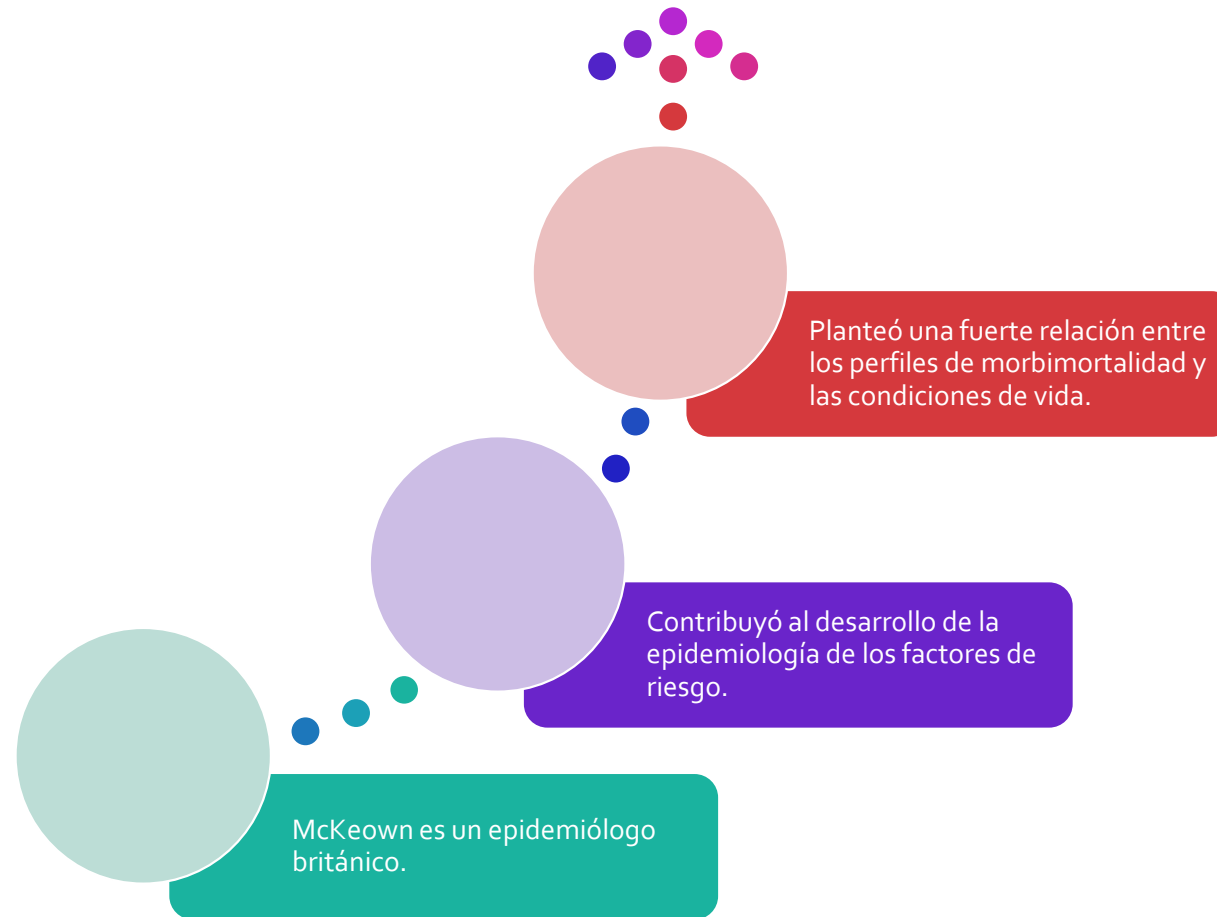 Planteó una fuerte relación entre
los perfiles de morbimortalidad y
las condiciones de vida.
Contribuyó al desarrollo de la
epidemiología de los factores de
riesgo.
McKeown es un epidemiólogo
británico.